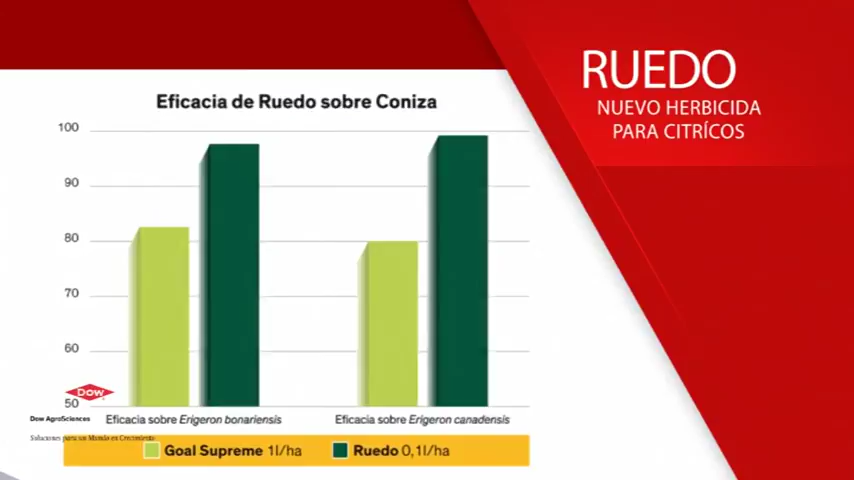 RUEDO
NUEVO HERBICIDA
PARA CITRÍCOS
Eficacia de Ruedo sobre Coniza
100
90
80
70
60
50
Dow
Dow AgroSciences
Soluciones para un Mundo en Crecimiento
Eficacia sobre Erigeron bonariensis
Eficacia sobre Erigeron canadensis
Goal Supreme 1l/ha
Ruedo 0,1l/ha